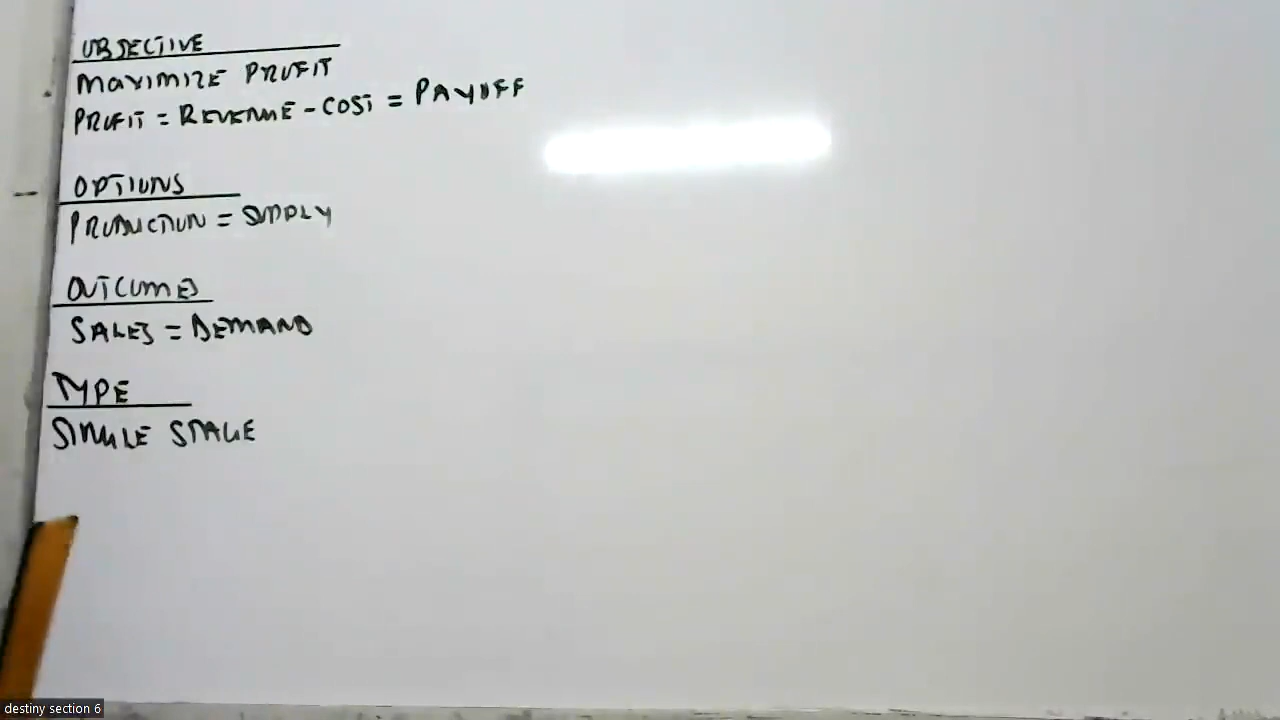 OBJECTIVE
MAXIMIZE PROFIT
PROFIT = REVENUE - COST = PAYOFF
OPTIONS
PRODUCTION = SUPPLY
OUTCOMES
SALES = DEMAND
TYPE
SINGLE STAGE
destiny section 6